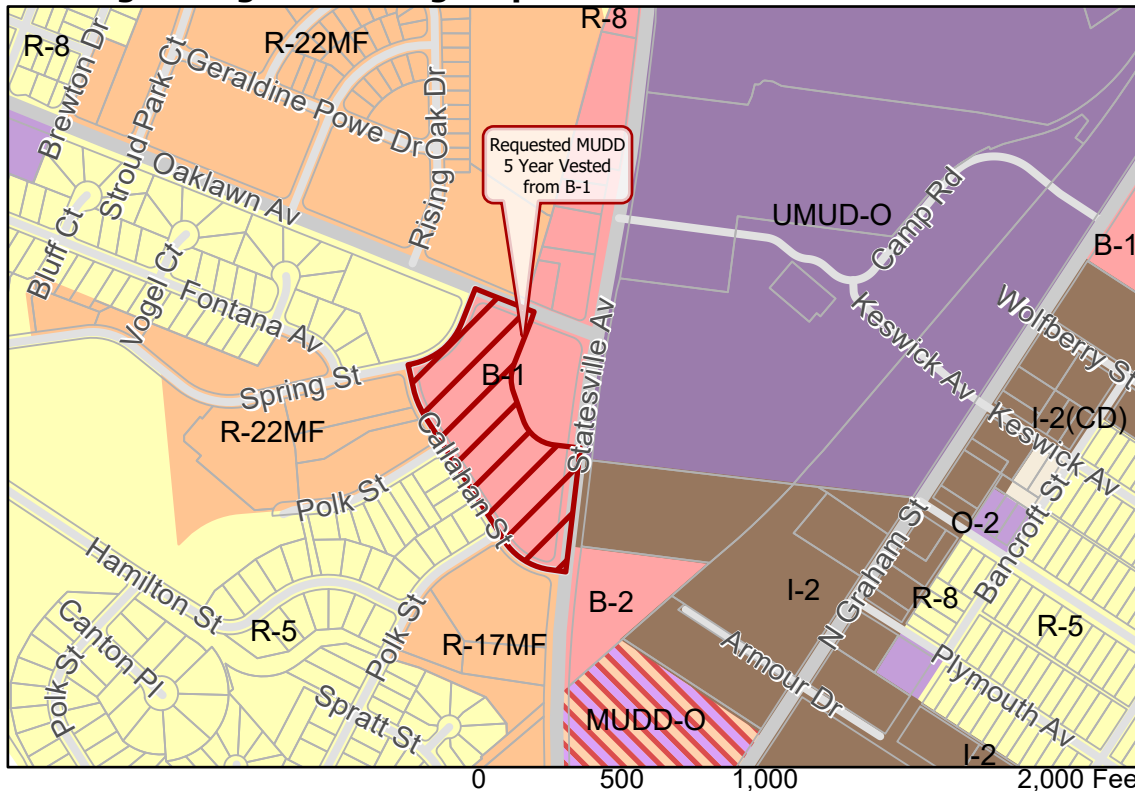 R-8
R-22MF
R-8
Brewton Dr
Stroud Park Ct
Geraldine Powe Dr
Rising Oak Dr
Oaklawn Av
Requested MUDD
5 Year Vested
from B-1
UMUD-O
Camp Rd
B-1
Bluff Ct
Vogel Ct
Fontana Av
Keswick Av
Wolfberry St
Statesville Av
B-1
Spring St
R-22MF
Callahan St
I-2(CD)
Keswick Av
Polk St
O-2
Bancroft St
Hamilton St
N Graham St
I-2
R-8
B-2
R-5
R-5
Canton Pl
Polk St
Polk St
R-17MF
Armour Dr
Plymouth Av
Spratt St
MUDD-O
I-2
0 500 1,000 2,000 Fee